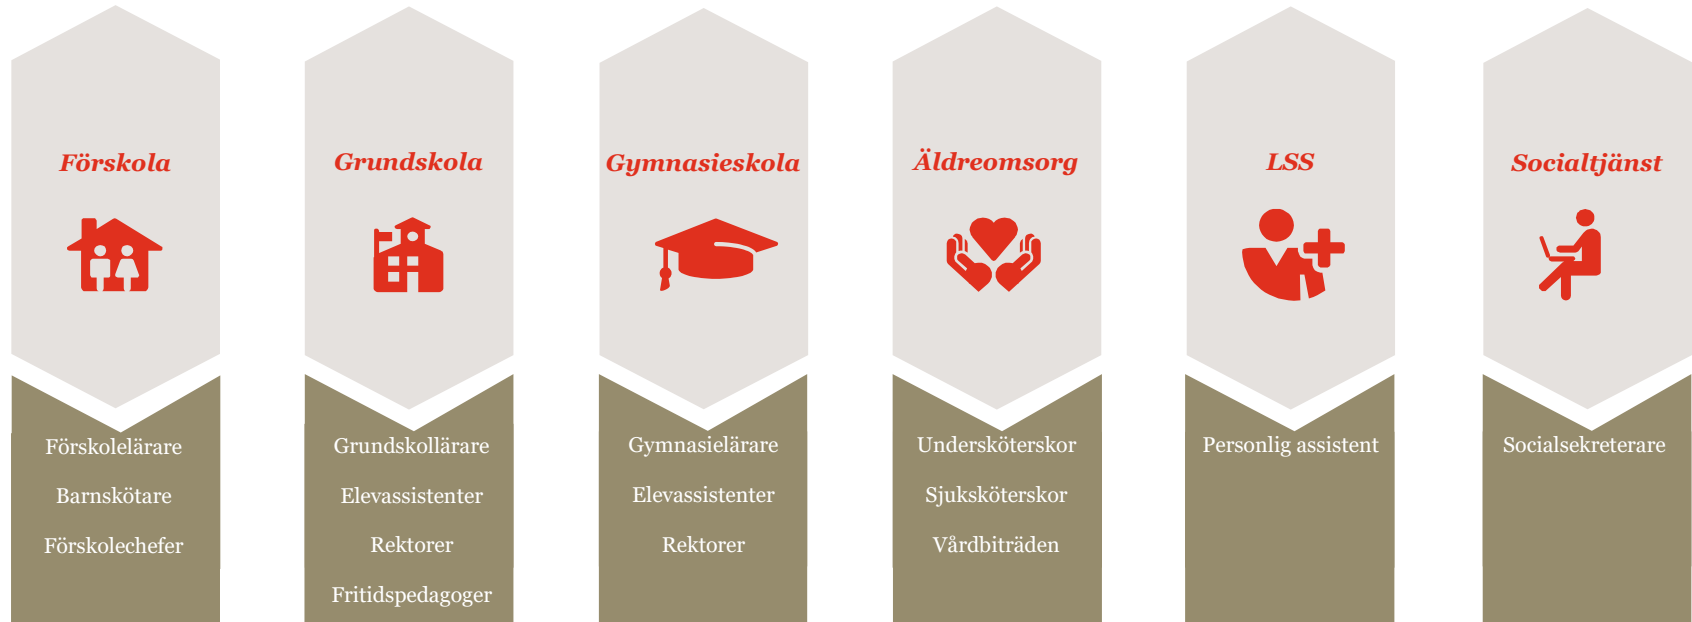 Förskola
Förskolelärare
Barnskötare
Förskolechefer
Grundskola
Grundskollärare
Elevassistenter
Rektorer
Fritidspedagoger
Gymnasieskola
Gymnasielärare
Elevassistenter
Rektorer
Äldreomsorg
Undersköterskor
Sjuksköterskor
Vårdbiträden
LSS
Personlig assistent
Socialtjänst
Socialsekreterare